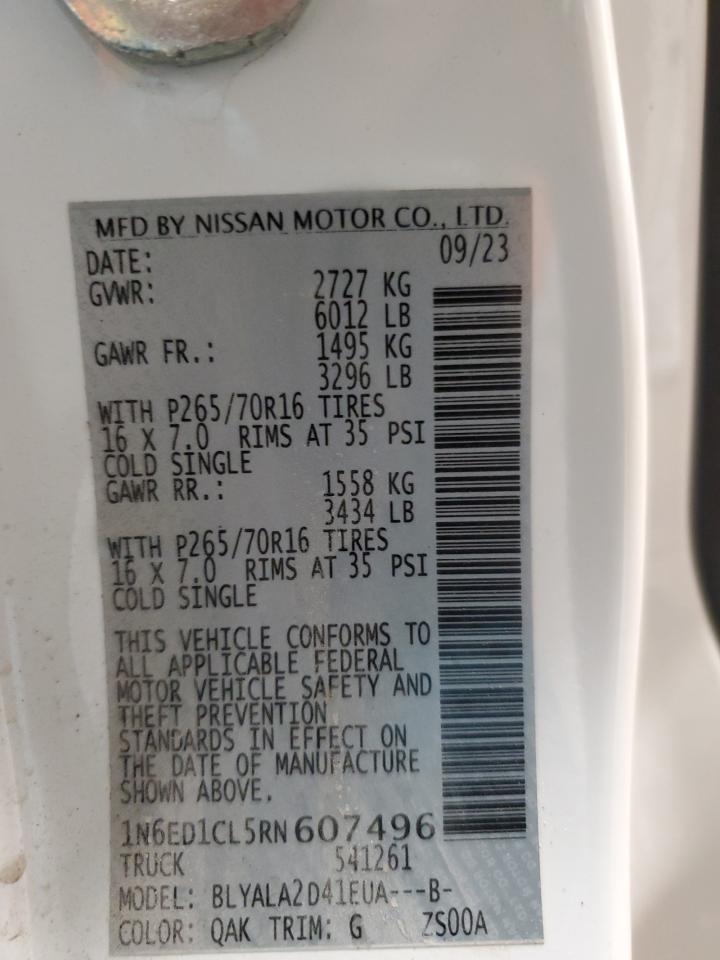 MFD BY NISSAN MOTOR CO., LTD.
DATE: 09/23
GVWR: 2727 KG
6012 LB
GAWR FR.: 1495 KG
3296 LB
WITH P265/70R16 TIRES
16 X 7.0 RIMS AT 35 PSI
COLD SINGLE
GAWR RR.: 1558 KG
3434 LB
WITH P265/70R16 TIRES
16 X 7.0 RIMS AT 35 PSI
COLD SINGLE
THIS VEHICLE CONFORMS TO
ALL APPLICABLE FEDERAL
MOTOR VEHICLE SAFETY AND
THEFT PREVENTION
STANDARDS IN EFFECT ON
THE DATE OF MANUFACTURE
SHOWN ABOVE.
1N6ED1CL5RN607496
TRUCK 541261
MODEL: BLYALA2D41EUA---B-
COLOR: QAK TRIM: G ZS00A